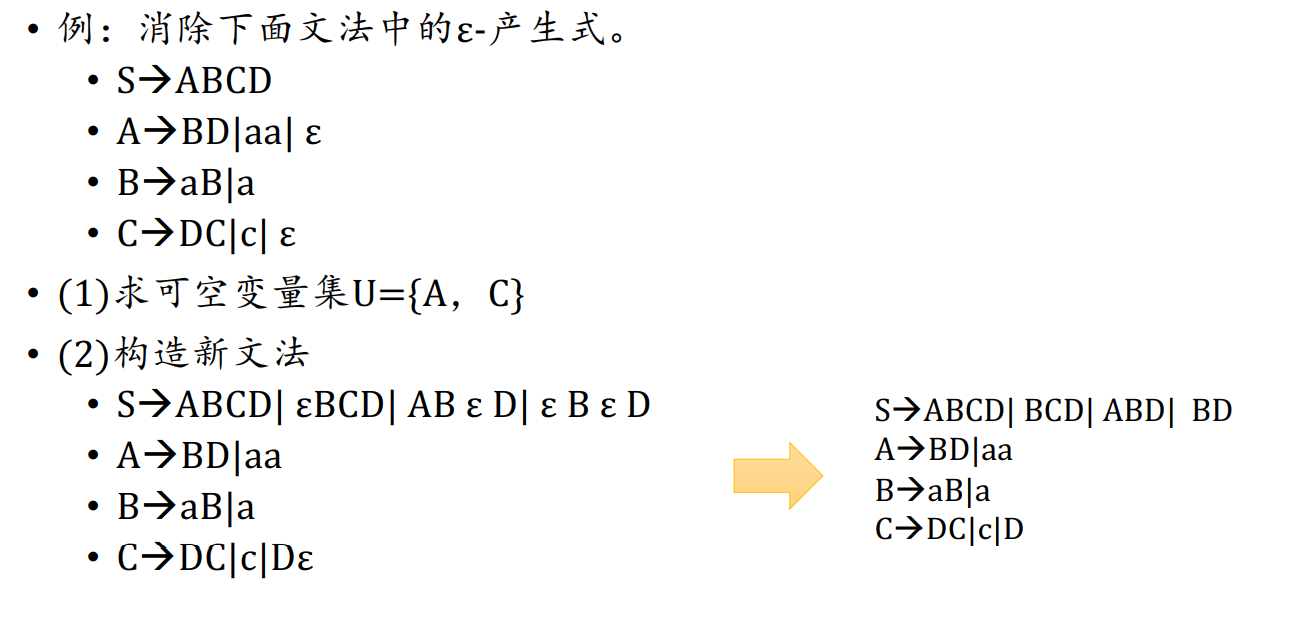 • 例：消除下面文法中的ε-产生式。
• S→ABCD
• A→BD|aa| ε
• B→aB|a
• C→DC|c| ε
• (1)求可空变量集U={A，C}
• (2)构造新文法
• S→ABCD| εBCD| AB ε D| ε B ε D
• A→BD|aa
• B→aB|a
• C→DC|c|Dε
S→ABCD| BCD| ABD| BD
A→BD|aa
B→aB|a
C→DC|c|D